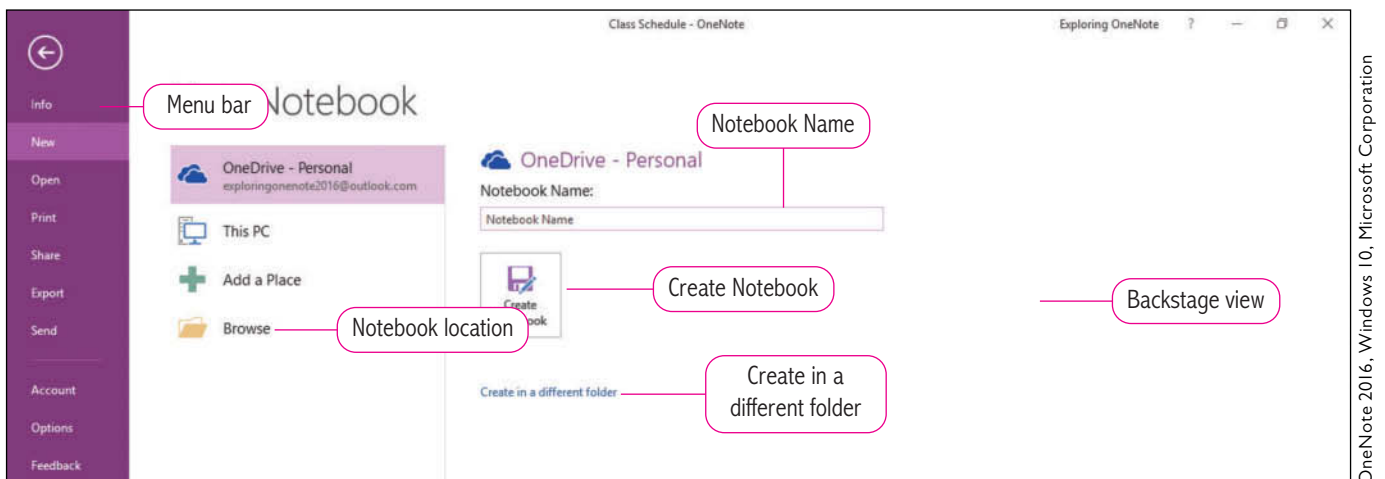 Class Schedule - OneNote
Exploring OneNote
?
Info
New
Open
Print
Share
Export
Send
Account
Options
Feedback
Menu bar
Notebook
OneDrive - Personal
exploringonenote2016@outlook.com
This PC
Add a Place
Browse
Notebook location
OneDrive - Personal
Notebook Name:
Notebook Name
Notebook Name
Create
Create Notebook
Create in a different folder
Create in a
different folder
Backstage view
OneNote 2016, Windows 10, Microsoft Corporation